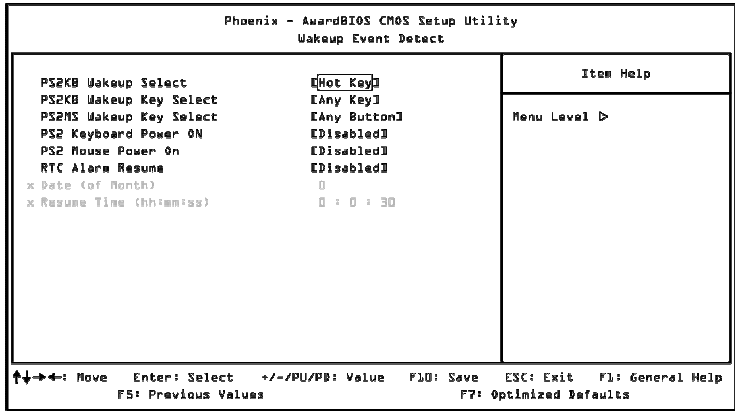 Phoenix - AwardBIOS CMOS Setup Utility
Wakeup Event Detect
PS2KB Wakeup Select [Hot Key]
PS2KB Wakeup Key Select [Any Key]
PS2MS Wakeup Key Select [Any Button]
PS2 Keyboard Power ON [Disabled]
PS2 Mouse Power On [Disabled]
RTC Alarm Resume [Disabled]
x Date (of Month) 0
x Resume Time (hh:mm:ss) 0 : 0 : 30
Item Help
Menu Level ▷
↑↓→←: Move Enter: Select +/-/PU/PD: Value F10: Save ESC: Exit F1: General Help
F5: Previous Values F7: Optimized Defaults